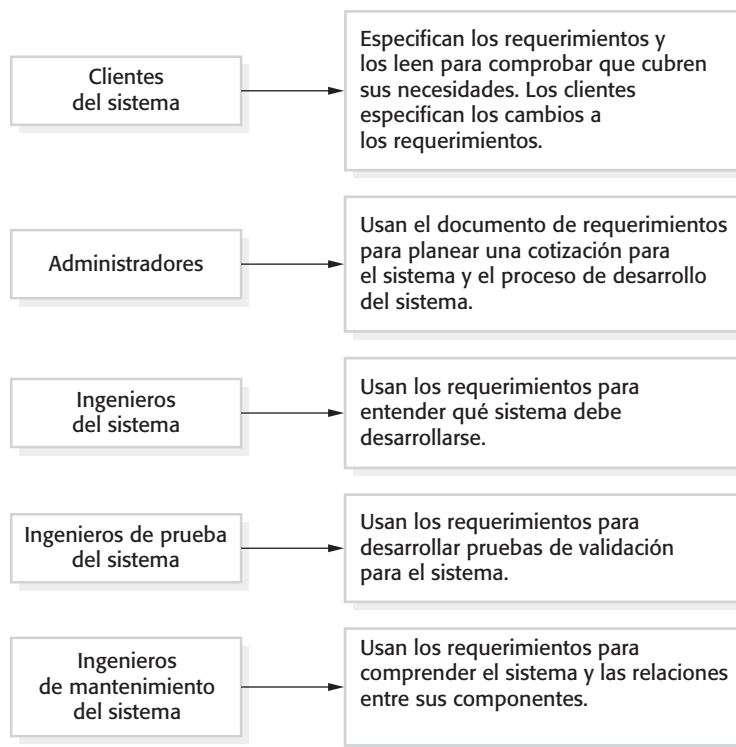 Clientes
del sistema
Especifican los requerimientos y
los leen para comprobar que cubren
sus necesidades. Los clientes
especifican los cambios a
los requerimientos.
Administradores
Usan el documento de requerimientos
para planear una cotización para
el sistema y el proceso de desarrollo
del sistema.
Ingenieros
del sistema
Usan los requerimientos para
entender qué sistema debe
desarrollarse.
Ingenieros de prueba
del sistema
Usan los requerimientos para
desarrollar pruebas de validación
para el sistema.
Ingenieros
de mantenimiento
del sistema
Usan los requerimientos para
comprender el sistema y las relaciones
entre sus componentes.